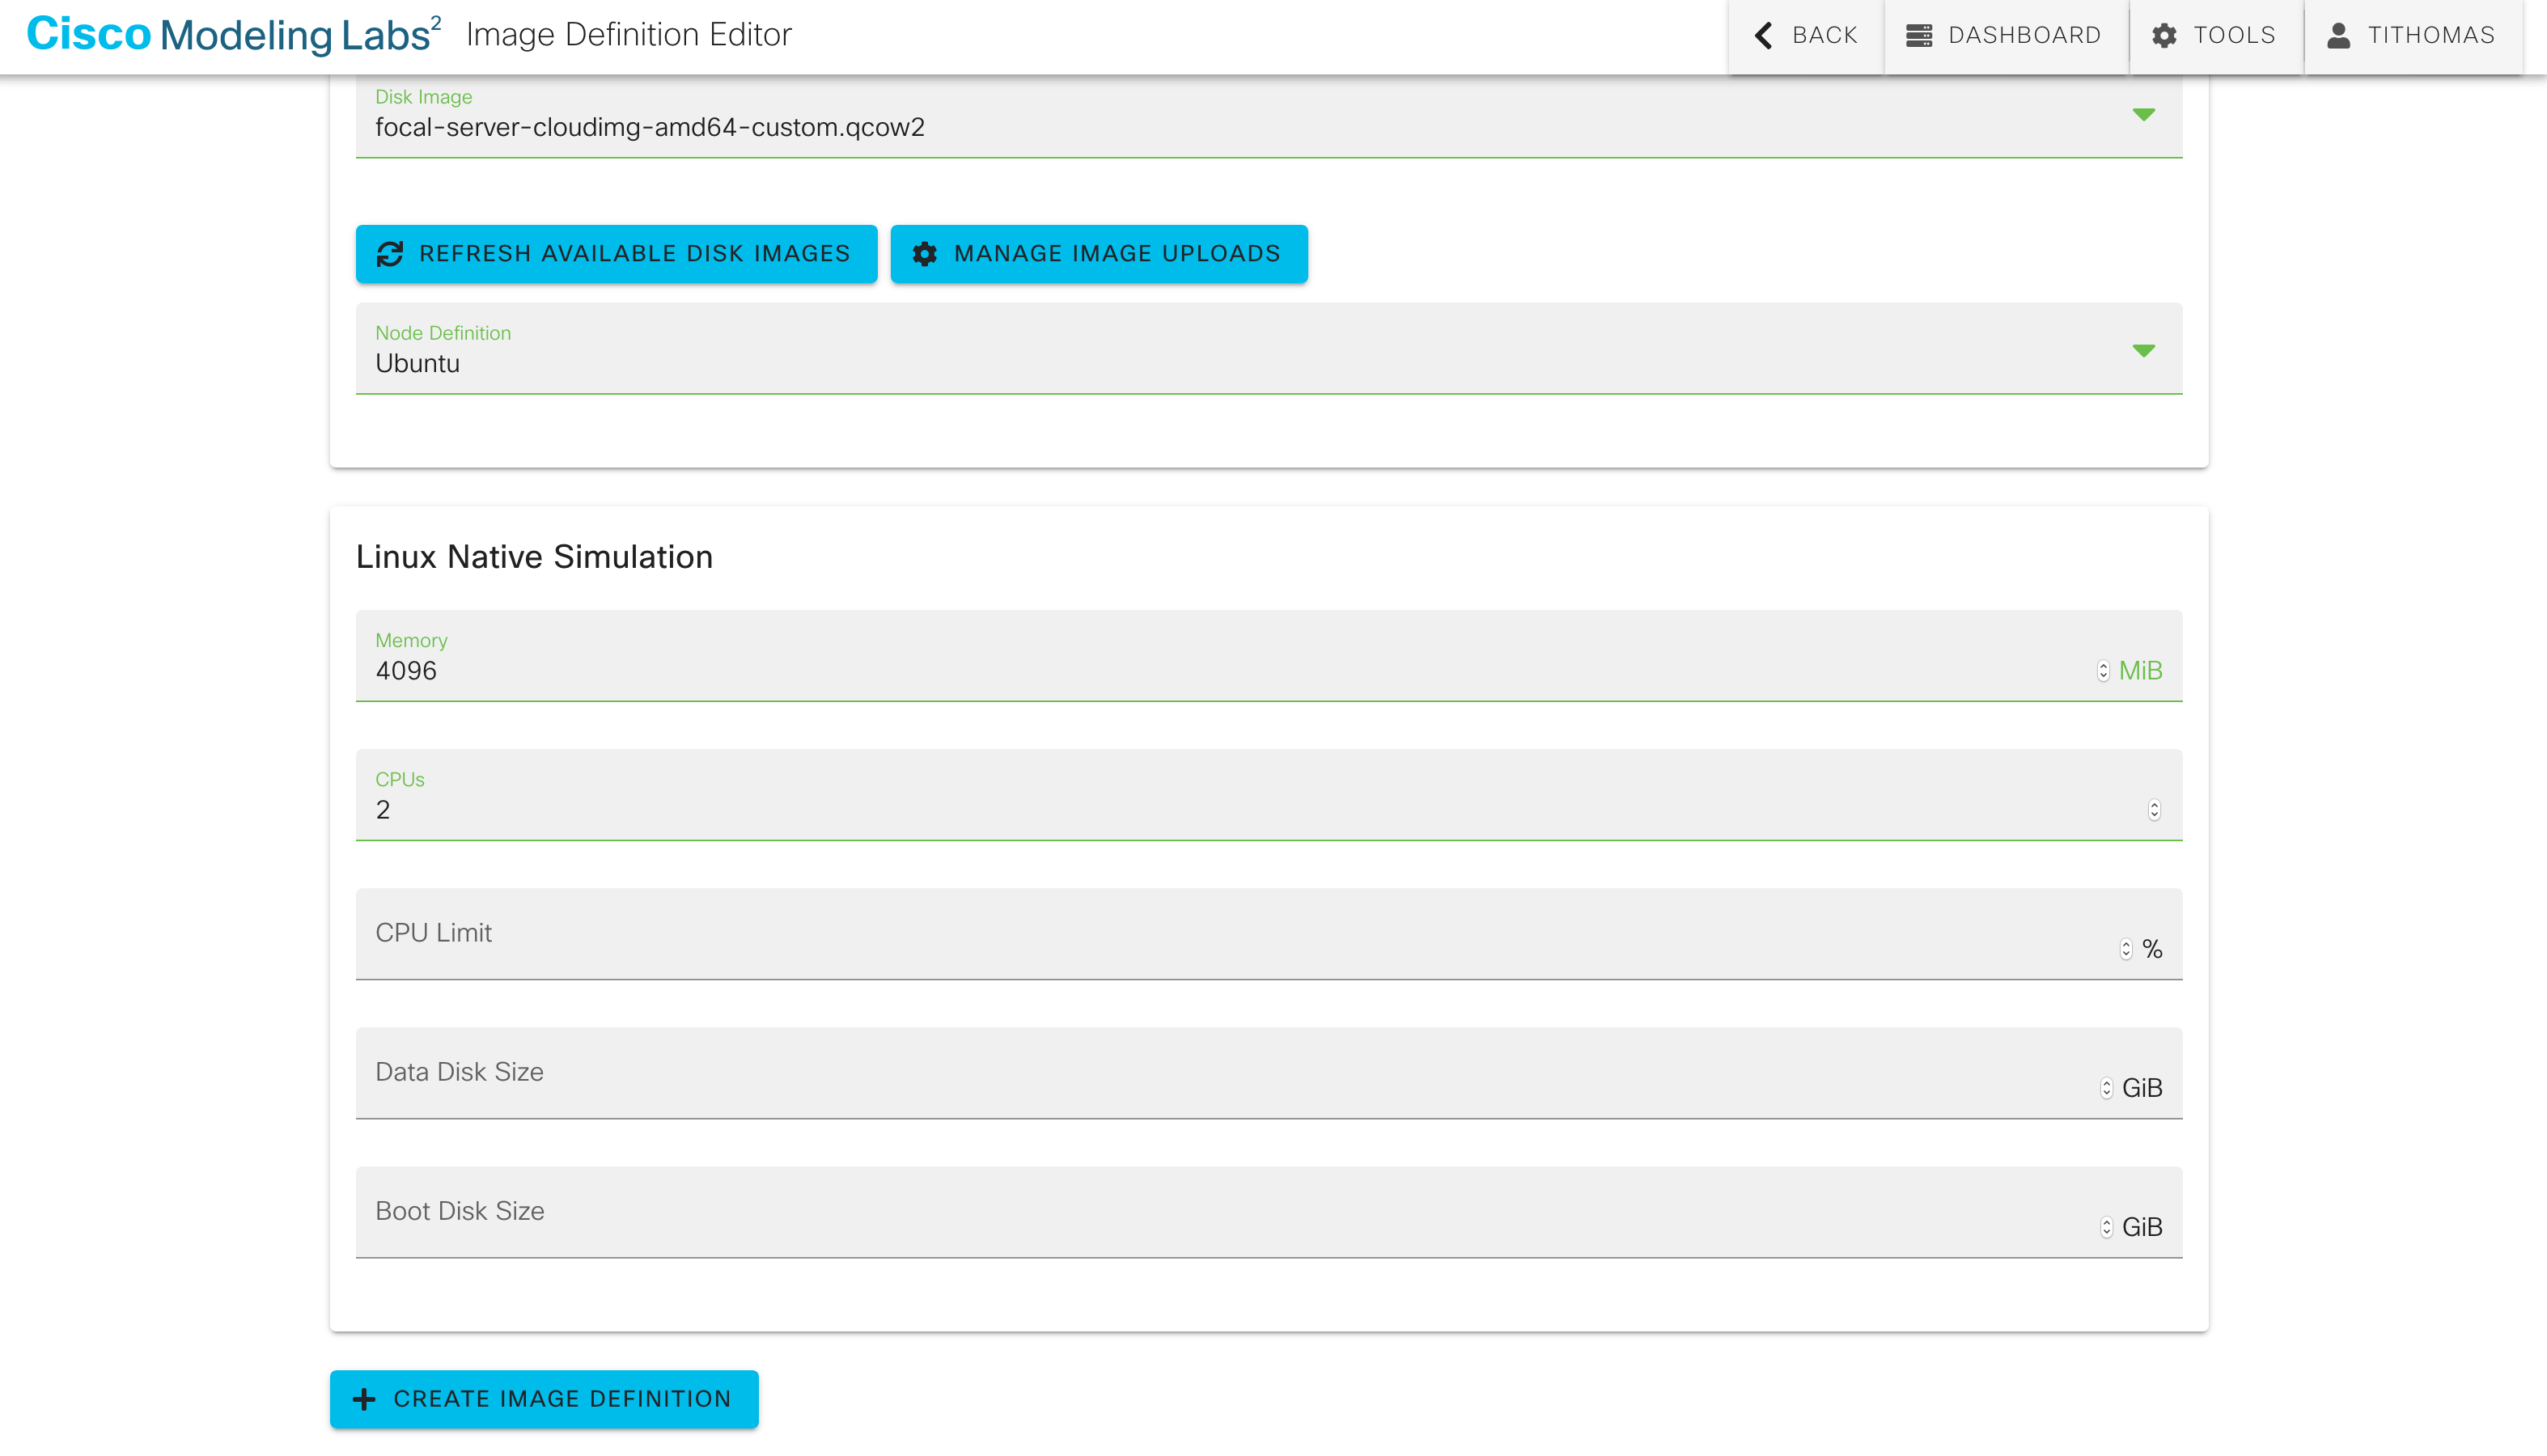 Cisco Modeling Labs2 Image Definition Editor BACK DASHBOARD TOOLS TITHOMAS
Disk Image
focal-server-cloudimg-amd64-custom.qcow2
REFRESH AVAILABLE DISK IMAGES MANAGE IMAGE UPLOADS
Node Definition
Ubuntu
Linux Native Simulation
Memory
4096 MiB
CPUs
2
CPU Limit
%
Data Disk Size
GiB
Boot Disk Size
GiB
CREATE IMAGE DEFINITION